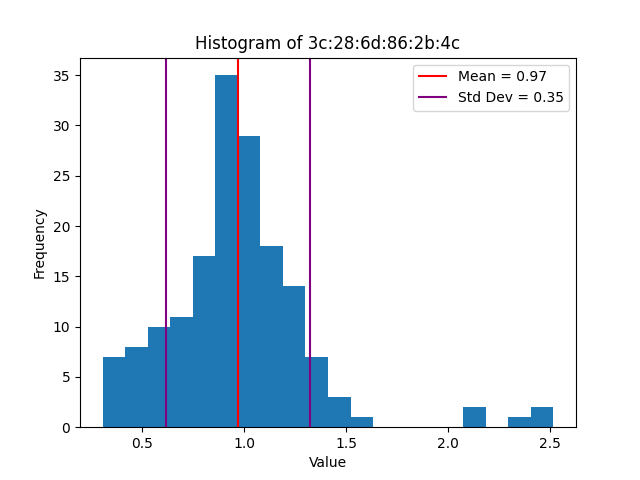 Histogram of 3c:28:6d:86:2b:4c
Mean = 0.97
Std Dev = 0.35
Frequency
35
30
25
20
15
10
5
0
0.5 1.0 1.5 2.0 2.5
Value